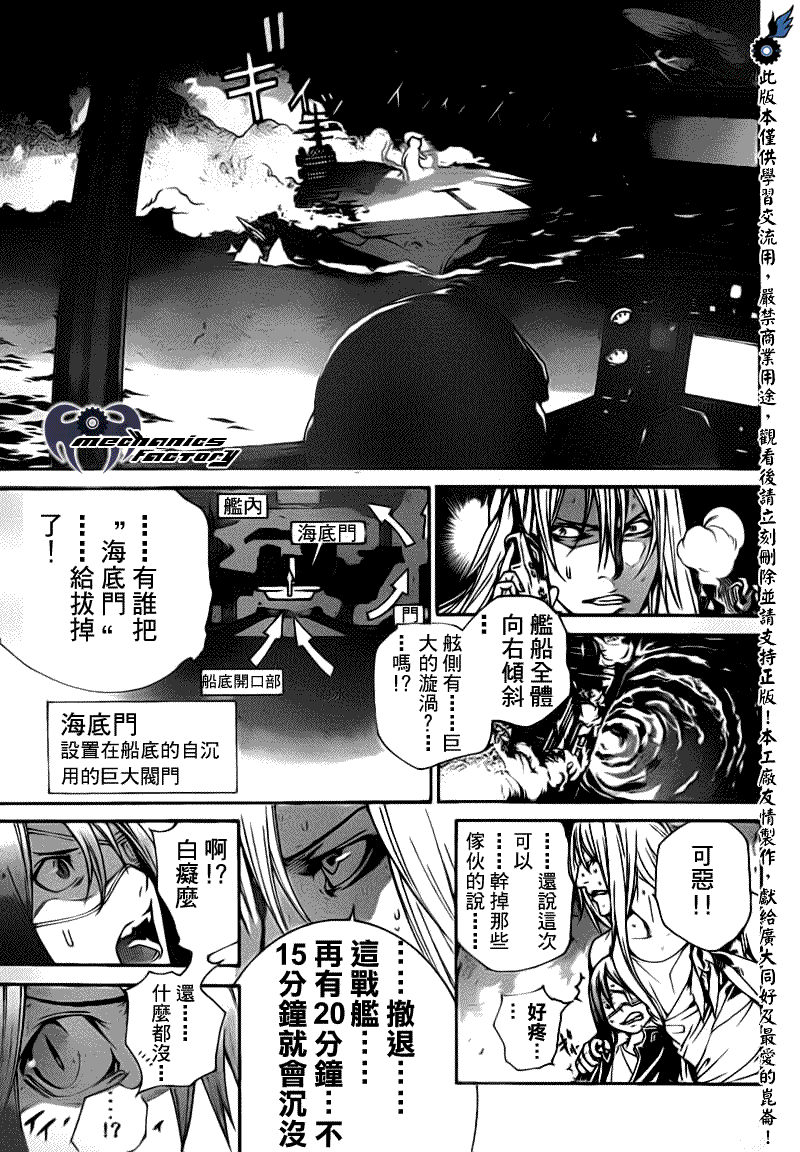 ギィィ
mechanics
factory
艦船全體
向右傾斜
……
舷側有……巨
大的漩渦？……
……嗎!?
艦內
海底門
門
船底開口部
……有誰把
”海底門“
……給拔掉
了！
海底門
設置在船底的自沉
用的巨大閥門
可惡!!
……還說這次
可以
……幹掉那些
傢伙的說……
好疼…
……撤退……
這戰艦……
再有20分鐘…不
15分鐘就會沉沒
啊!?
白癡麼
還……
什麼都沒……
……!?
此版本僅供學習交流用，嚴禁商業用途，觀看後請立刻刪除並請支持正版！本工廠友情製作，獻給廣大同好及最愛的崑崙！